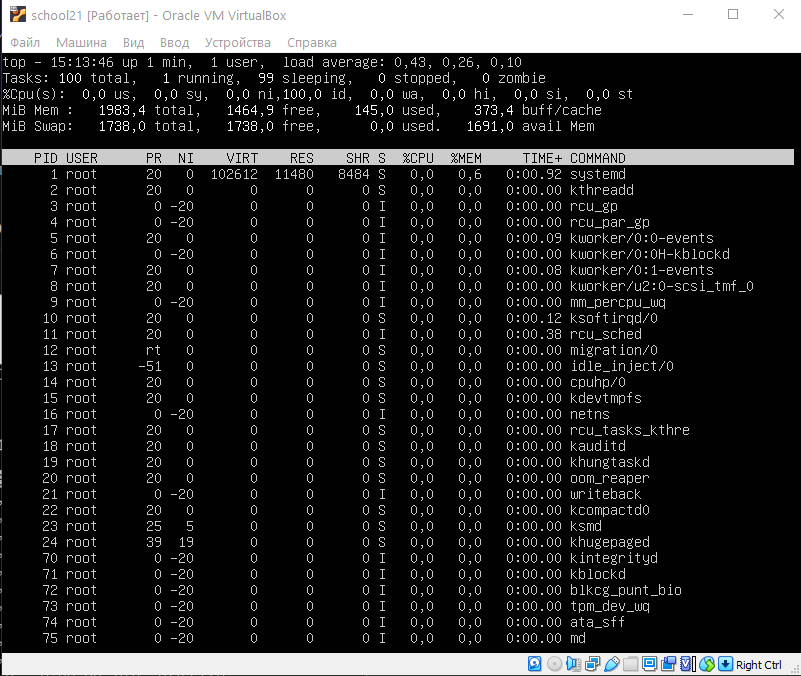 school21 [Работает] - Oracle VM VirtualBox
Файл Машина Вид Ввод Устройства Справка
top - 15:13:46 up 1 min,  1 user,  load average: 0,43, 0,26, 0,10
Tasks: 100 total,   1 running,  99 sleeping,   0 stopped,   0 zombie
%Cpu(s):  0,0 us,  0,0 sy,  0,0 ni,100,0 id,  0,0 wa,  0,0 hi,  0,0 si,  0,0 st
MiB Mem :   1983,4 total,   1464,9 free,    145,0 used,    373,4 buff/cache
MiB Swap:   1738,0 total,   1738,0 free,      0,0 used.   1691,0 avail Mem
PID USER      PR  NI    VIRT    RES    SHR S  %CPU  %MEM     TIME+ COMMAND
1 root      20   0  102612  11480   8484 S   0,0   0,6   0:00.92 systemd
2 root      20   0       0      0      0 S   0,0   0,0   0:00.00 kthreadd
3 root       0 -20       0      0      0 I   0,0   0,0   0:00.00 rcu_gp
4 root       0 -20       0      0      0 I   0,0   0,0   0:00.00 rcu_par_gp
5 root      20   0       0      0      0 I   0,0   0,0   0:00.09 kworker/0:0-events
6 root       0 -20       0      0      0 I   0,0   0,0   0:00.00 kworker/0:0H-kblockd
7 root      20   0       0      0      0 I   0,0   0,0   0:00.08 kworker/0:1-events
8 root      20   0       0      0      0 I   0,0   0,0   0:00.00 kworker/u2:0-scsi_tmf_0
9 root       0 -20       0      0      0 I   0,0   0,0   0:00.00 mm_percpu_wq
10 root      20   0       0      0      0 S   0,0   0,0   0:00.12 ksoftirqd/0
11 root      20   0       0      0      0 I   0,0   0,0   0:00.38 rcu_sched
12 root      rt   0       0      0      0 S   0,0   0,0   0:00.00 migration/0
13 root     -51   0       0      0      0 S   0,0   0,0   0:00.00 idle_inject/0
14 root      20   0       0      0      0 S   0,0   0,0   0:00.00 cpuhp/0
15 root      20   0       0      0      0 S   0,0   0,0   0:00.00 kdevtmpfs
16 root       0 -20       0      0      0 I   0,0   0,0   0:00.00 netns
17 root      20   0       0      0      0 S   0,0   0,0   0:00.00 rcu_tasks_kthre
18 root      20   0       0      0      0 S   0,0   0,0   0:00.00 kauditd
19 root      20   0       0      0      0 S   0,0   0,0   0:00.00 khungtaskd
20 root      20   0       0      0      0 S   0,0   0,0   0:00.00 oom_reaper
21 root       0 -20       0      0      0 I   0,0   0,0   0:00.00 writeback
22 root      20   0       0      0      0 S   0,0   0,0   0:00.00 kcompactd0
23 root      25   5       0      0      0 S   0,0   0,0   0:00.00 ksmd
24 root      39  19       0      0      0 S   0,0   0,0   0:00.00 khugepaged
70 root       0 -20       0      0      0 I   0,0   0,0   0:00.00 kintegrityd
71 root       0 -20       0      0      0 I   0,0   0,0   0:00.00 kblockd
72 root       0 -20       0      0      0 I   0,0   0,0   0:00.00 blkcg_punt_bio
73 root       0 -20       0      0      0 I   0,0   0,0   0:00.00 tpm_dev_wq
74 root       0 -20       0      0      0 I   0,0   0,0   0:00.00 ata_sff
75 root       0 -20       0      0      0 I   0,0   0,0   0:00.00 md
Right Ctrl